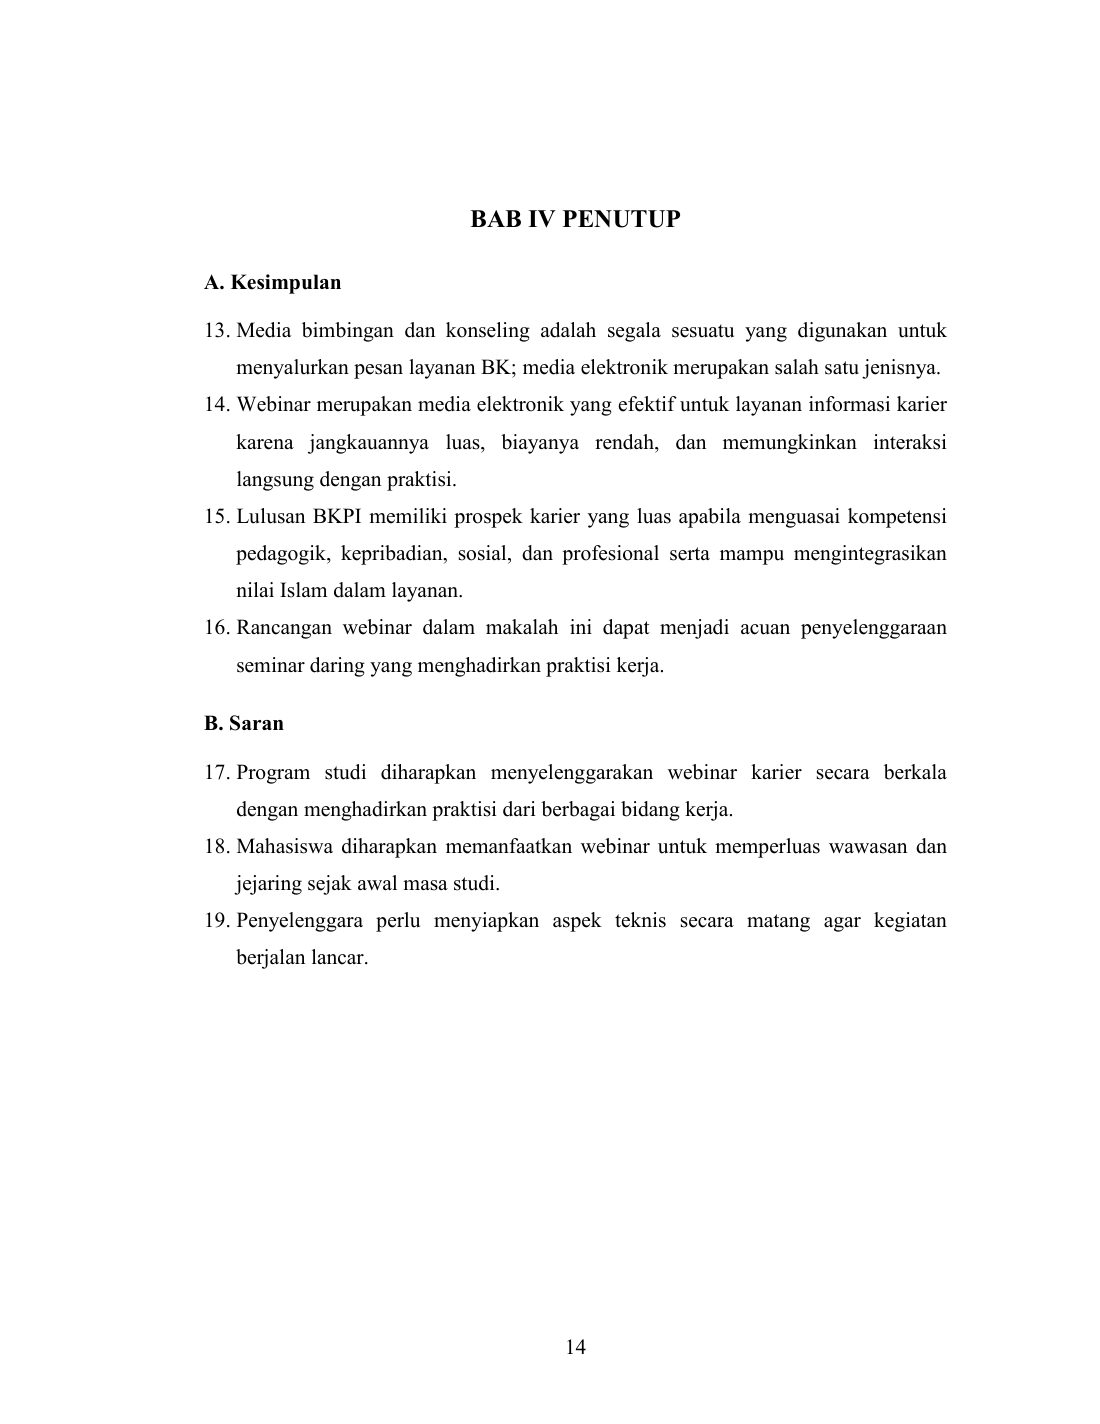 BAB IV PENUTUP
A. Kesimpulan
13. Media bimbingan dan konseling adalah segala sesuatu yang digunakan untuk
menyalurkan pesan layanan BK; media elektronik merupakan salah satu jenisnya.
14. Webinar merupakan media elektronik yang efektif untuk layanan informasi karier
karena jangkauannya luas, biayanya rendah, dan memungkinkan interaksi
langsung dengan praktisi.
15. Lulusan BKPI memiliki prospek karier yang luas apabila menguasai kompetensi
pedagogik, kepribadian, sosial, dan profesional serta mampu mengintegrasikan
nilai Islam dalam layanan.
16. Rancangan webinar dalam makalah ini dapat menjadi acuan penyelenggaraan
seminar daring yang menghadirkan praktisi kerja.
B. Saran
17. Program studi diharapkan menyelenggarakan webinar karier secara berkala
dengan menghadirkan praktisi dari berbagai bidang kerja.
18. Mahasiswa diharapkan memanfaatkan webinar untuk memperluas wawasan dan
jejaring sejak awal masa studi.
19. Penyelenggara perlu menyiapkan aspek teknis secara matang agar kegiatan
berjalan lancar.
14